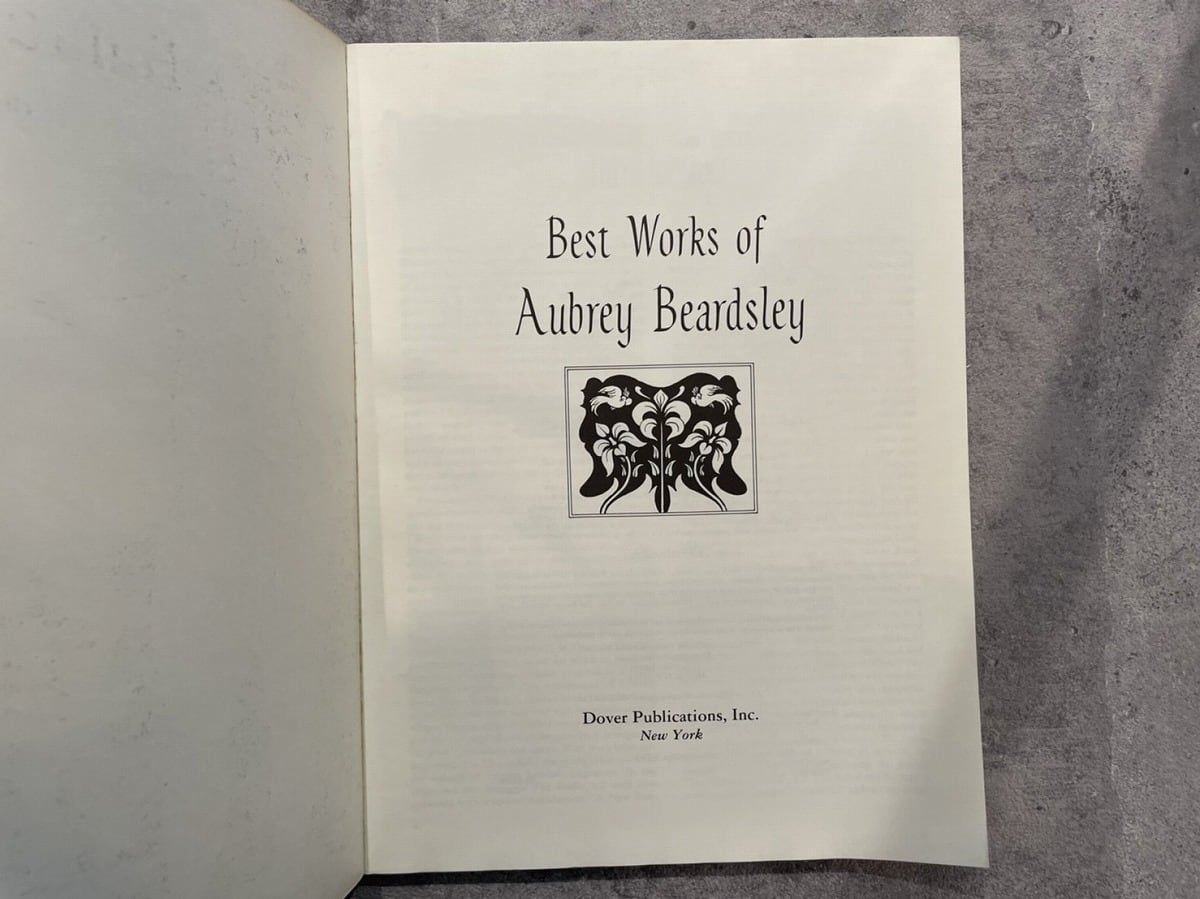 Best Works of
Aubrey Beardsley
Dover Publications, Inc.
New York